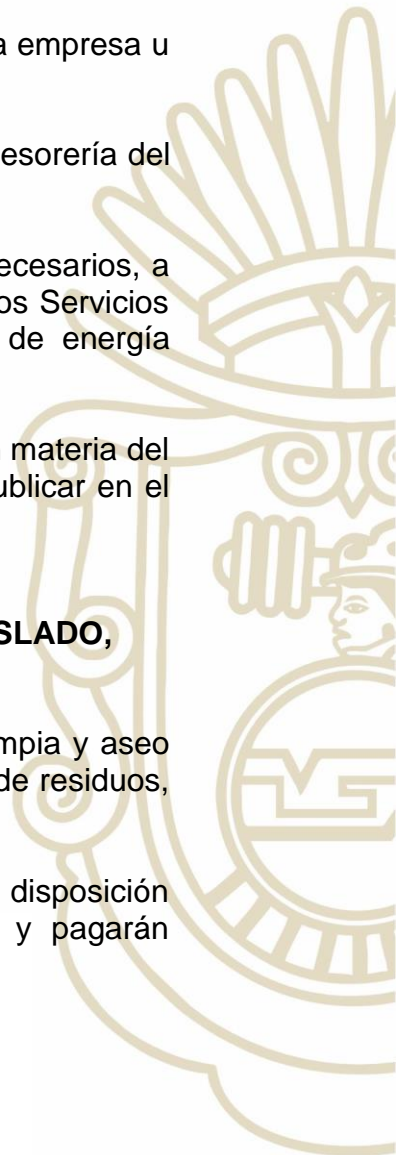 a empresa u
esorería del
ecesarios, a
os Servicios
de energía
materia del
ublicar en el
SLADO,
mpia y aseo
de residuos,
disposición
y pagarán